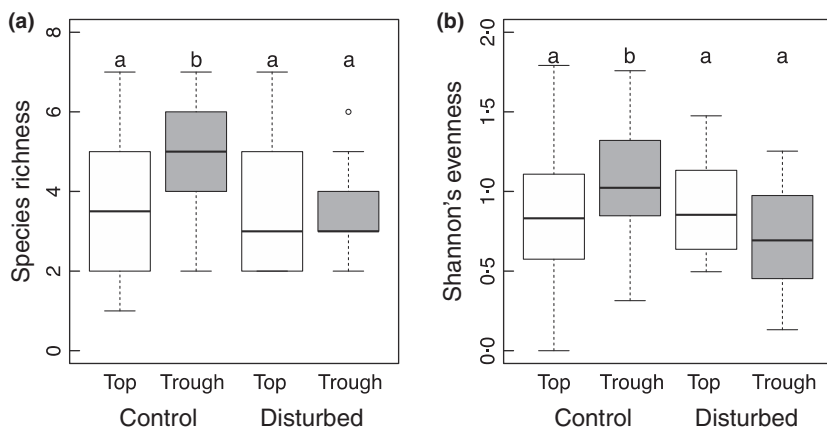 (a)
Species richness
8
6
4
2
0
a b a a
Top Trough Top Trough
Control Disturbed
(b)
Shannon's evenness
2·0
1·5
1·0
0·5
0·0
a b a a
Top Trough Top Trough
Control Disturbed